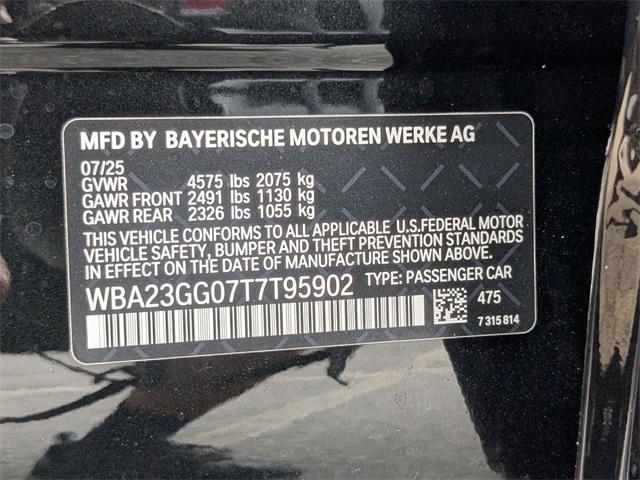 MFD BY BAYERISCHE MOTOREN WERKE AG
07/25
GVWR 4575 lbs 2075 kg
GAWR FRONT 2491 lbs 1130 kg
GAWR REAR 2326 lbs 1055 kg
THIS VEHICLE CONFORMS TO ALL APPLICABLE U.S.FEDERAL MOTOR
VEHICLE SAFETY, BUMPER AND THEFT PREVENTION STANDARDS
IN EFFECT ON THE DATE OF MANUFACTURE SHOWN ABOVE.
WBA23GG07T7T95902 TYPE: PASSENGER CAR
475
7 315 814